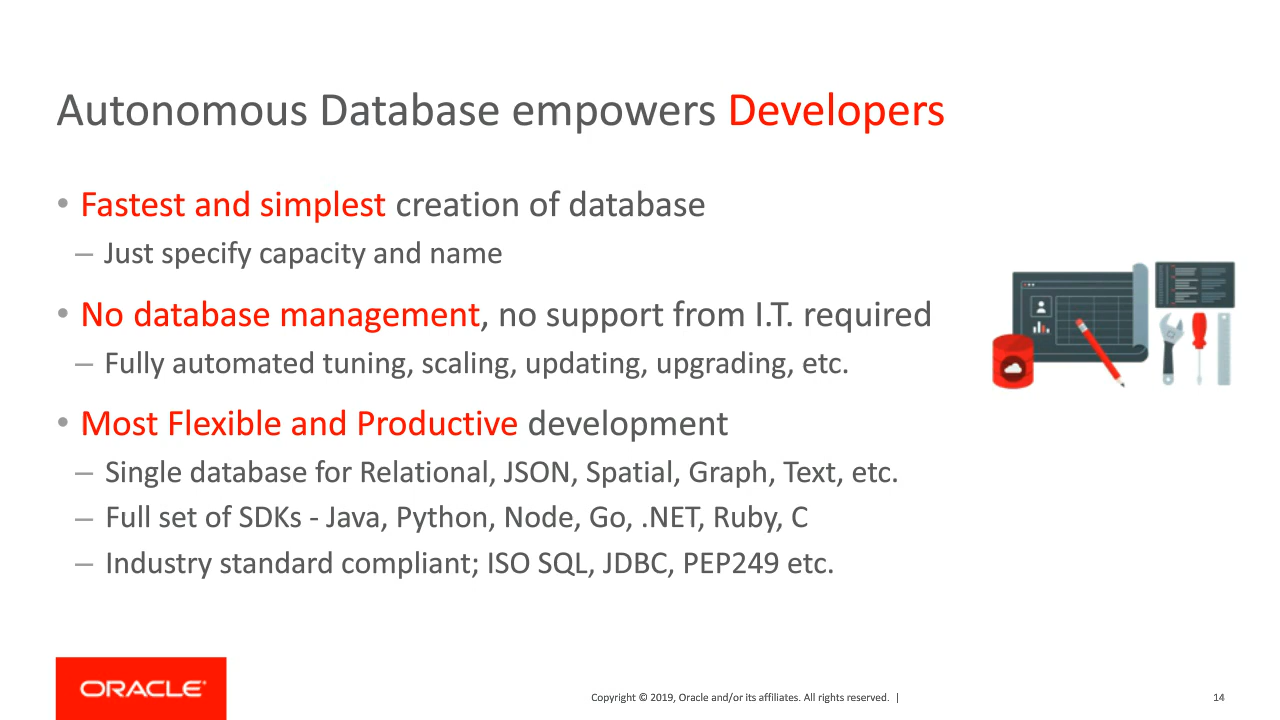 Autonomous Database empowers Developers
• Fastest and simplest creation of database
– Just specify capacity and name
• No database management, no support from I.T. required
– Fully automated tuning, scaling, updating, upgrading, etc.
• Most Flexible and Productive development
– Single database for Relational, JSON, Spatial, Graph, Text, etc.
– Full set of SDKs - Java, Python, Node, Go, .NET, Ruby, C
– Industry standard compliant; ISO SQL, JDBC, PEP249 etc.
ORACLE®
Copyright © 2019, Oracle and/or its affiliates. All rights reserved. |
14